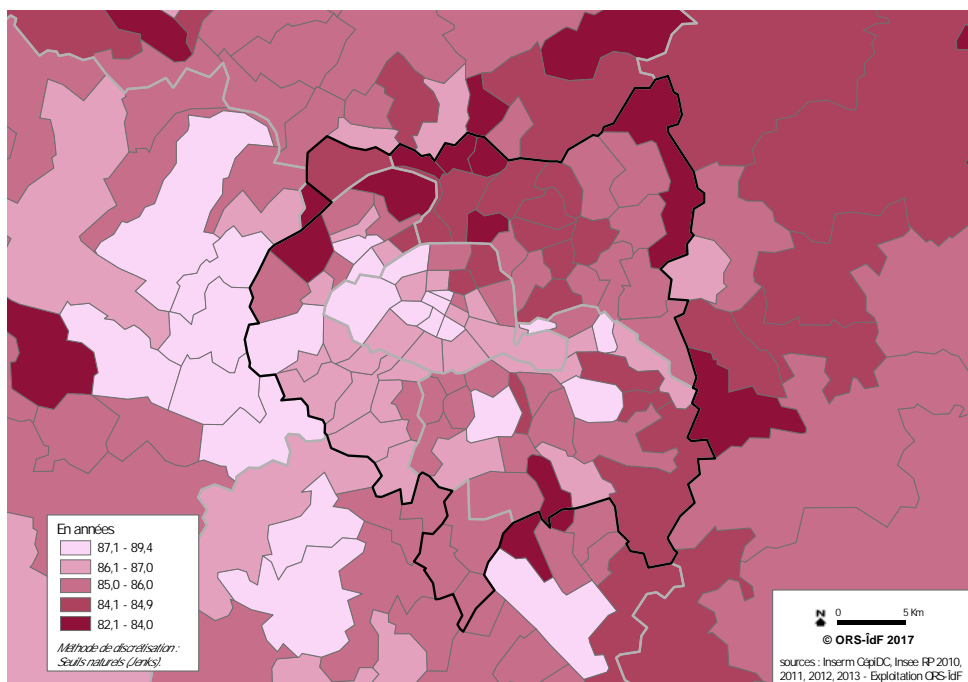 En années
87,1 - 89,4
86,1 - 87,0
85,0 - 86,0
84,1 - 84,9
82,1 - 84,0
Méthode de discrétisation :
Seuils naturels (Jenks).
N 0 5 Km
© ORS-ÎdF 2017
sources : Inserm CépiDC, Insee RP 2010,
2011, 2012, 2013 - Exploitation ORS-ÎdF